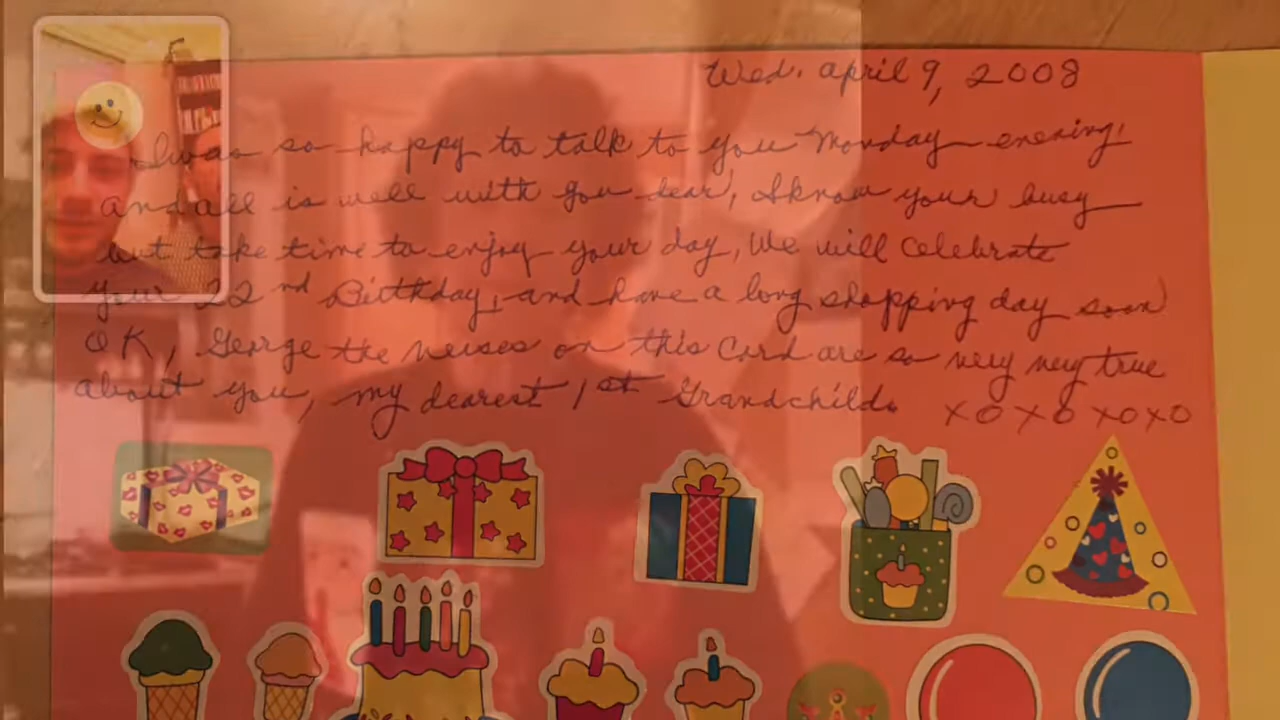 Wed. April 9, 2008
I was so happy to talk to you Monday evening,
and all is well with you dear, I know your busy
but take time to enjoy your day, We will celebrate
your 22nd Birthday, and have a long shopping day soon
OK, George the verses on this Card are so very very true
about you, my dearest 1st Grandchild. XOXO XOXO